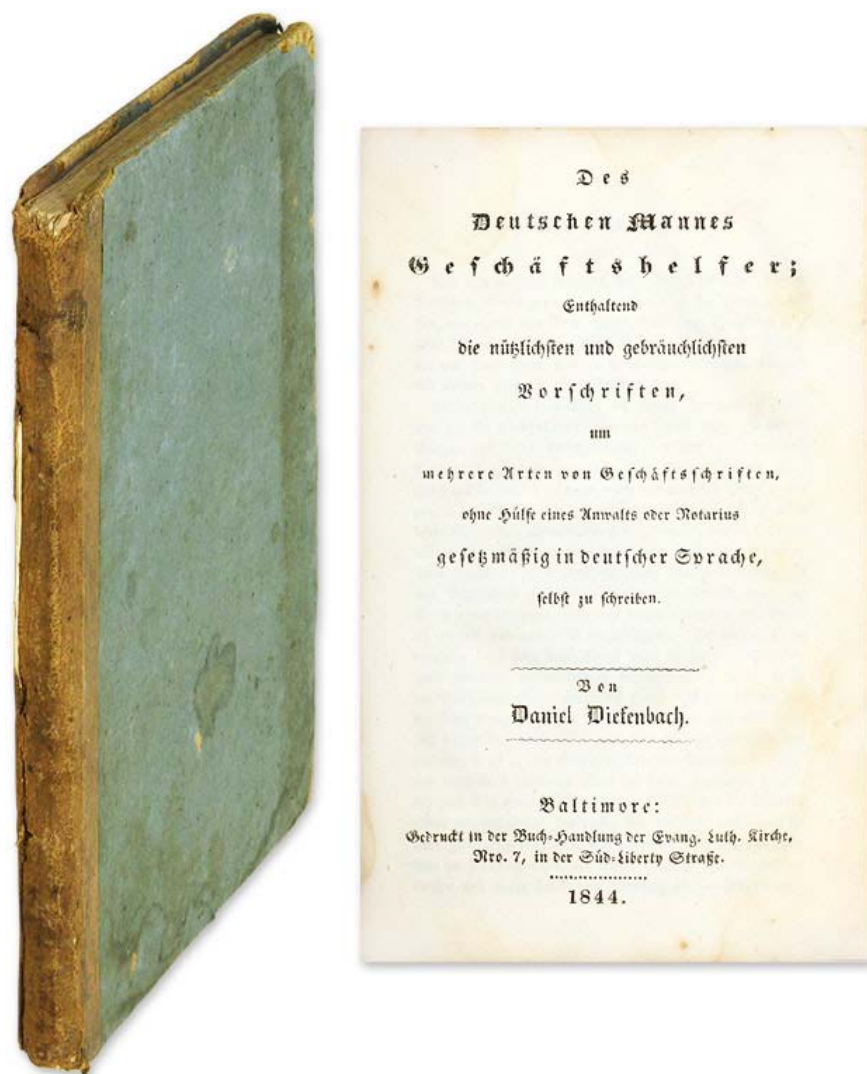 Des
Deutschen Mannes
Geschäftshelfer;
Enthaltend
die nützlichsten und gebräuchlichsten
Vorschriften,
um
mehrere Arten von Geschäftsschriften,
ohne Hülfe eines Anwalts oder Notarius
gesetzmäßig in deutscher Sprache,
selbst zu schreiben.
Von
Daniel Diefenbach.
Baltimore:
Gedruckt in der Buch-Handlung der Evang. Luth. Kirche,
Nro. 7, in der Süd-Liberty Straße.
1844.